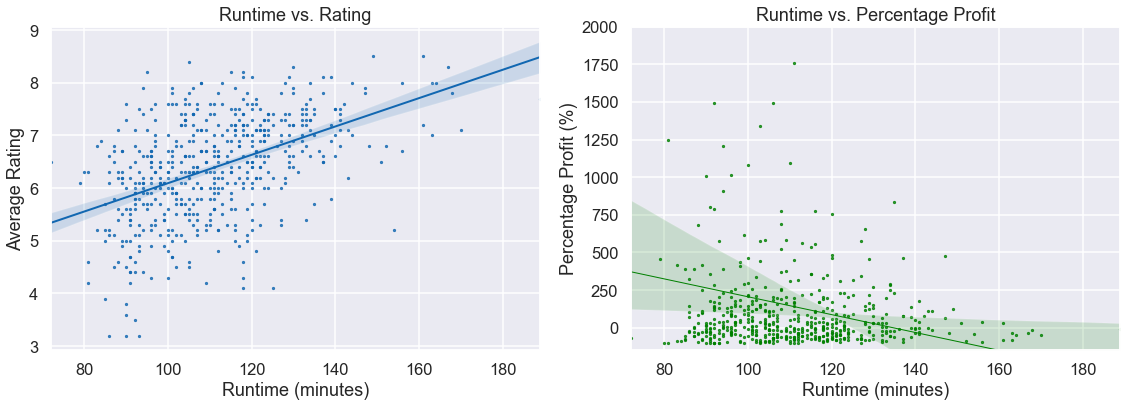 Runtime vs. Rating
9
8
7
6
5
4
3
Average Rating
80 100 120 140 160 180
Runtime (minutes)
Runtime vs. Percentage Profit
2000
1750
1500
1250
1000
750
500
250
0
Percentage Profit (%)
80 100 120 140 160 180
Runtime (minutes)